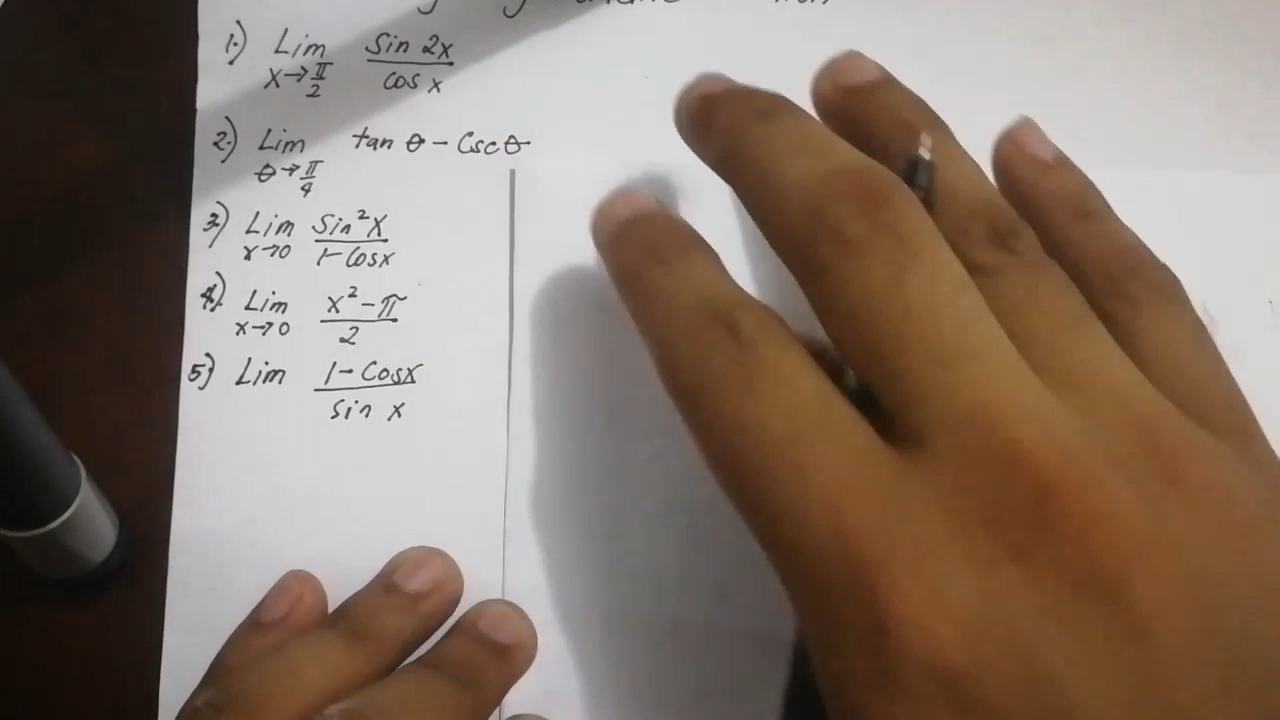 1.) Lim Sin 2x
x→π/2 cos x
2.) Lim tan θ - Csc θ
θ→π/4
3.) Lim Sin²x
x→0 1-Cosx
4.) Lim x²-π
x→0 2
5.) Lim 1-Cosx
sin x